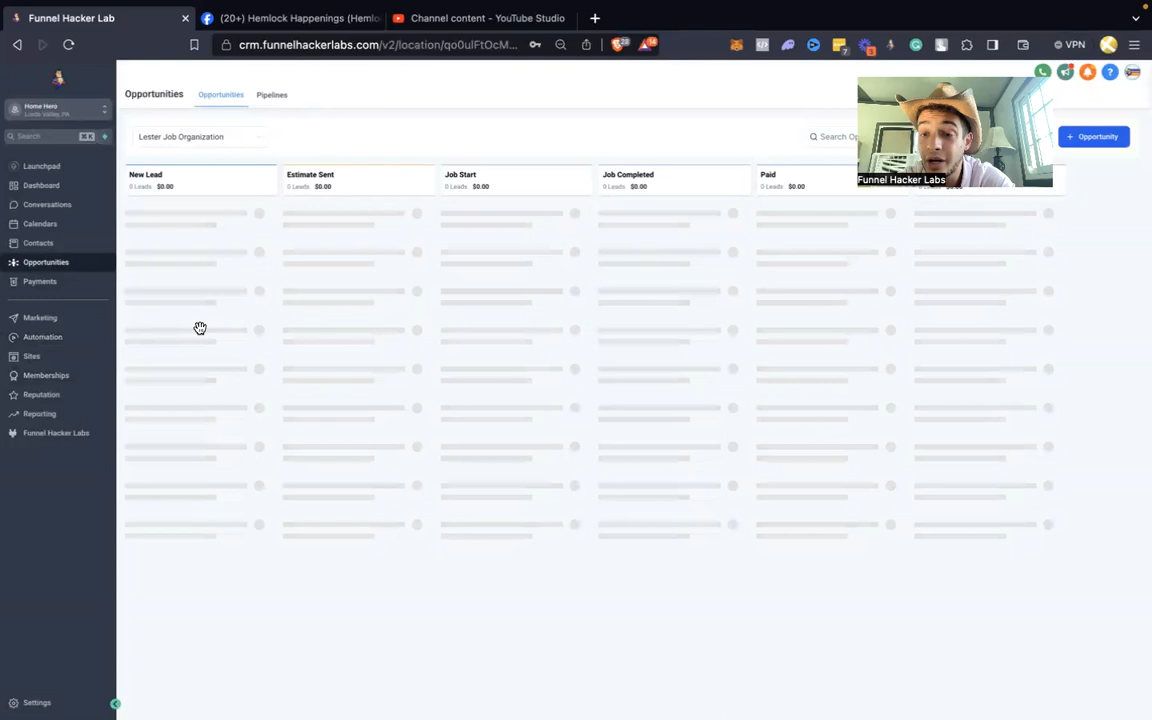 Funnel Hacker Lab
(20+) Hemlock Happenings (Hemlo
Channel content - YouTube Studio
crm.funnelhackerlabs.com/v2/location/qo0ulFtOcM...
VPN
Home Hero
Search
⌘K
Launchpad
Dashboard
Conversations
Calendars
Contacts
Opportunities
Payments
Marketing
Automation
Sites
Memberships
Reputation
Reporting
Funnel Hacker Labs
Settings
Opportunities
Opportunities
Pipelines
Lester Job Organization
Search Op
+ Opportunity
New Lead
0 Leads $0.00
Estimate Sent
0 Leads $0.00
Job Start
0 Leads $0.00
Job Completed
0 Leads $0.00
Paid
0 Leads $0.00
Funnel Hacker Labs